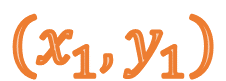 (x₁, y₁)